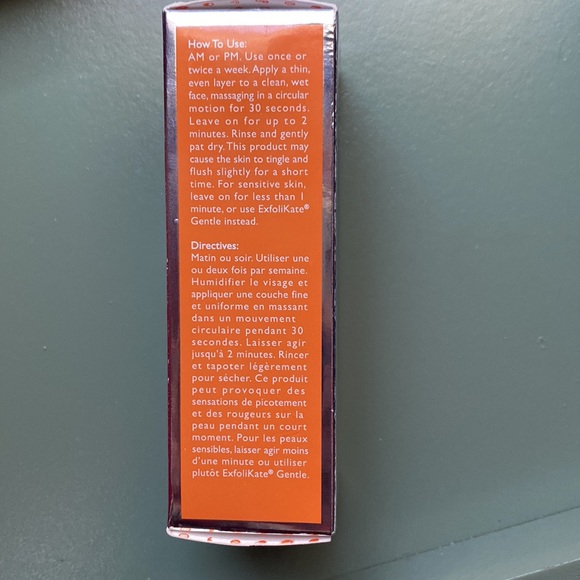 How To Use:
AM or PM. Use once or
twice a week. Apply a thin,
even layer to a clean, wet
face, massaging in a circular
motion for 30 seconds.
Leave on for up to 2
minutes. Rinse and gently
pat dry. This product may
cause the skin to tingle and
flush slightly for a short
time. For sensitive skin,
leave on for less than 1
minute, or use ExfoliKate®
Gentle instead.
Directives:
Matin ou soir. Utiliser une
ou deux fois par semaine.
Humidifier le visage et
appliquer une couche fine
et uniforme en massant
dans un mouvement
circulaire pendant 30
secondes. Laisser agir
jusqu'à 2 minutes. Rincer
et tapoter légèrement
pour sécher. Ce produit
peut provoquer des
sensations de picotement
et des rougeurs sur la
peau pendant un court
moment. Pour les peaux
sensibles, laisser agir moins
d'une minute ou utiliser
plutôt ExfoliKate® Gentle.